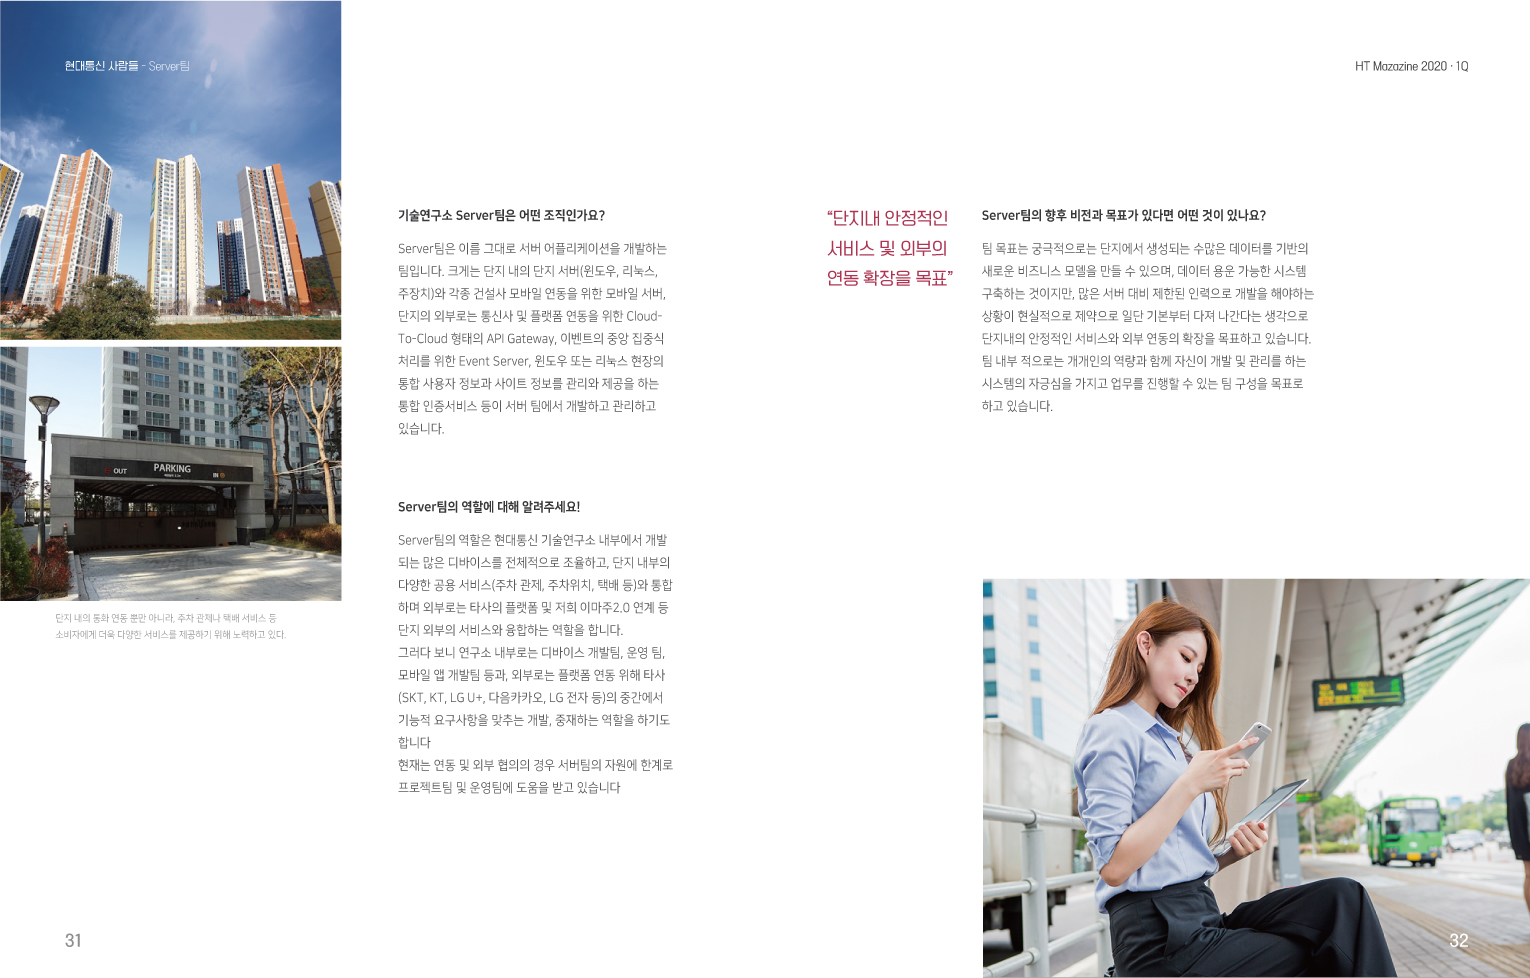 현대통신 사람들 - Server팀
HT Mazazine 2020 · 1Q
OUT
PARKING
IN
단지 내의 통화 연동 뿐만 아니라, 주차 관제나 택배 서비스 등
소비자에게 더욱 다양한 서비스를 제공하기 위해 노력하고 있다.
기술연구소 Server팀은 어떤 조직인가요?
Server팀은 이름 그대로 서버 어플리케이션을 개발하는
팀입니다. 크게는 단지 내의 단지 서버(윈도우, 리눅스,
주장치)와 각종 건설사 모바일 연동을 위한 모바일 서버,
단지의 외부로는 통신사 및 플랫폼 연동을 위한 Cloud-
To-Cloud 형태의 API Gateway, 이벤트의 중앙 집중식
처리를 위한 Event Server, 윈도우 또는 리눅스 현장의
통합 사용자 정보과 사이트 정보를 관리와 제공을 하는
통합 인증서비스 등이 서버 팀에서 개발하고 관리하고
있습니다.
Server팀의 역할에 대해 알려주세요!
Server팀의 역할은 현대통신 기술연구소 내부에서 개발
되는 많은 디바이스를 전체적으로 조율하고, 단지 내부의
다양한 공용 서비스(주차 관제, 주차위치, 택배 등)와 통합
하며 외부로는 타사의 플랫폼 및 저희 이마주2.0 연계 등
단지 외부의 서비스와 융합하는 역할을 합니다.
그러다 보니 연구소 내부로는 디바이스 개발팀, 운영 팀,
모바일 앱 개발팀 등과, 외부로는 플랫폼 연동 위해 타사
(SKT, KT, LG U+, 다음카카오, LG 전자 등)의 중간에서
기능적 요구사항을 맞추는 개발, 중재하는 역할을 하기도
합니다
현재는 연동 및 외부 협의의 경우 서버팀의 자원에 한계로
프로젝트팀 및 운영팀에 도움을 받고 있습니다
“단지내 안정적인
서비스 및 외부의
연동 확장을 목표”
Server팀의 향후 비전과 목표가 있다면 어떤 것이 있나요?
팀 목표는 궁극적으로는 단지에서 생성되는 수많은 데이터를 기반의
새로운 비즈니스 모델을 만들 수 있으며, 데이터 용운 가능한 시스템
구축하는 것이지만, 많은 서버 대비 제한된 인력으로 개발을 해야하는
상황이 현실적으로 제약으로 일단 기본부터 다져 나간다는 생각으로
단지내의 안정적인 서비스와 외부 연동의 확장을 목표하고 있습니다.
팀 내부 적으로는 개개인의 역량과 함께 자신이 개발 및 관리를 하는
시스템의 자긍심을 가지고 업무를 진행할 수 있는 팀 구성을 목표로
하고 있습니다.
31
32